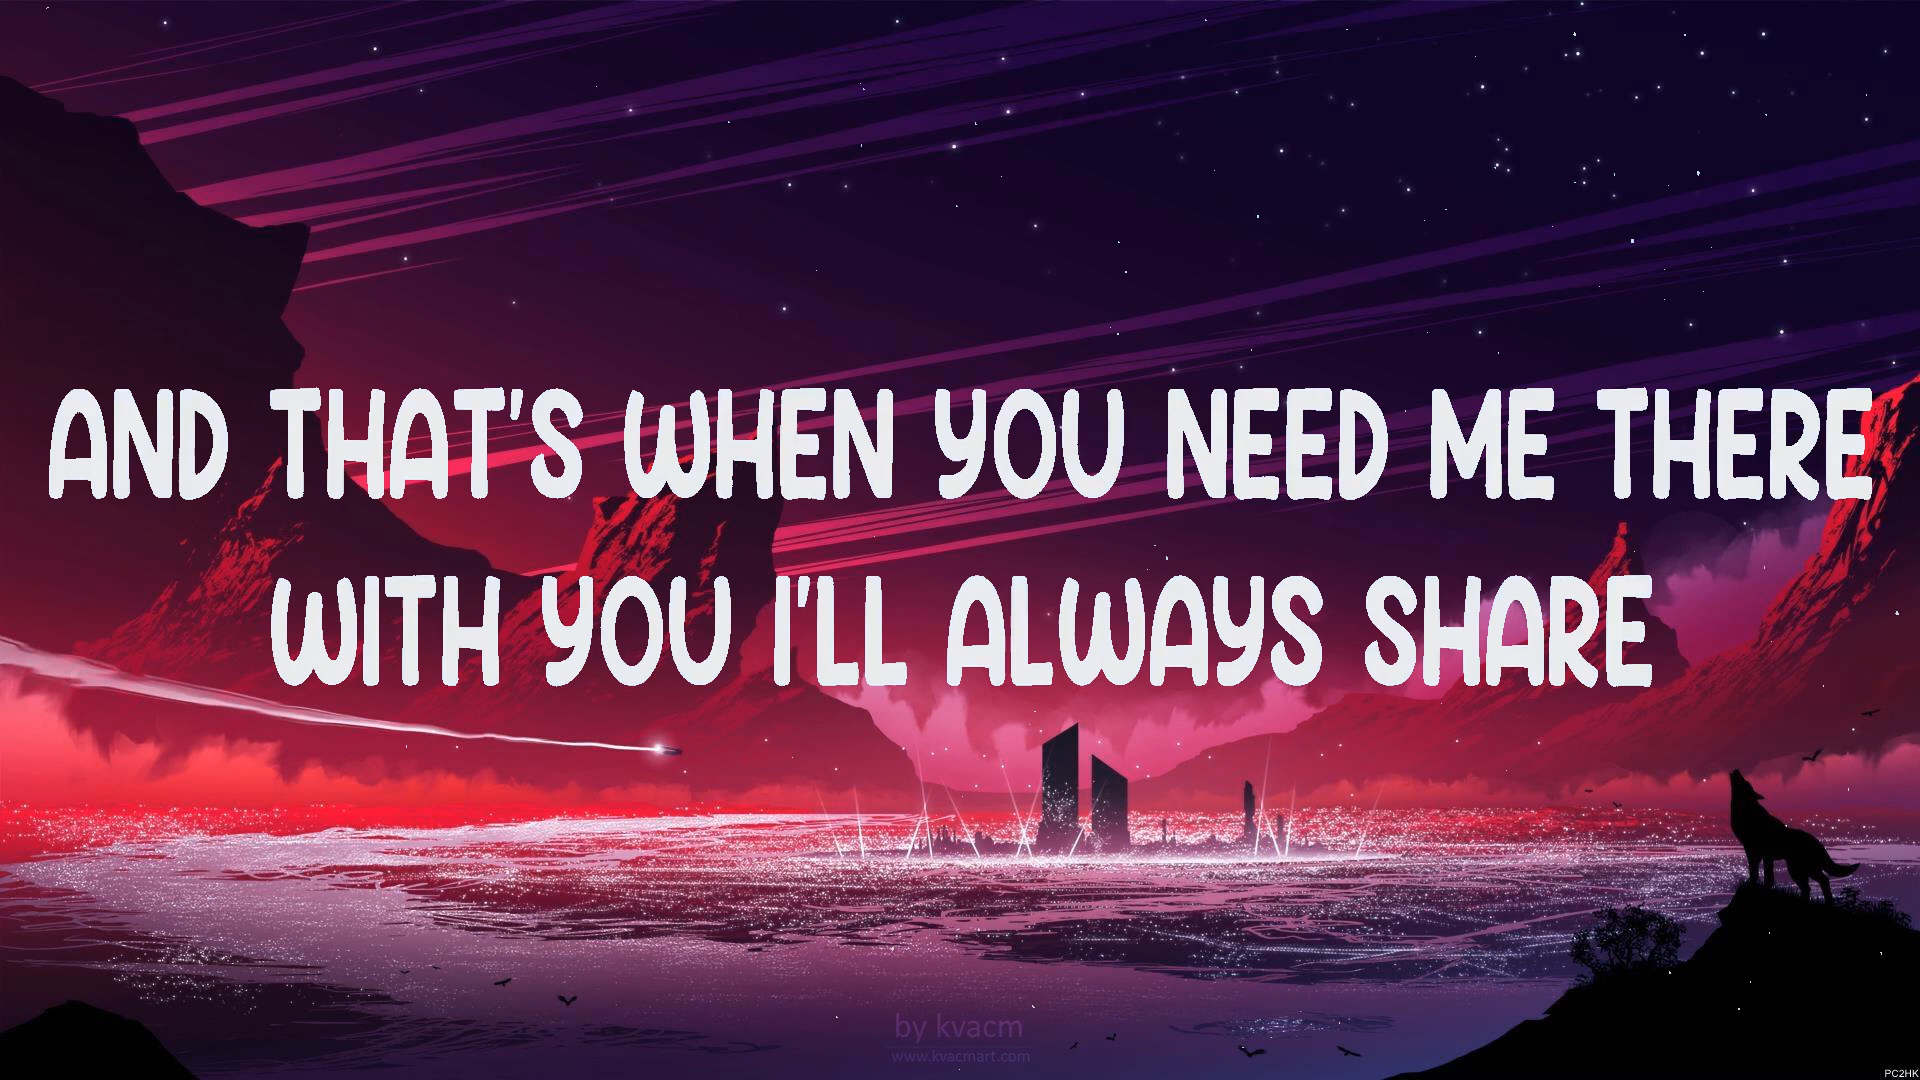 AND THAT'S WHEN YOU NEED ME THERE
WITH YOU I'LL ALWAYS SHARE
by kvacm
www.kvacmart.com
PC2HK